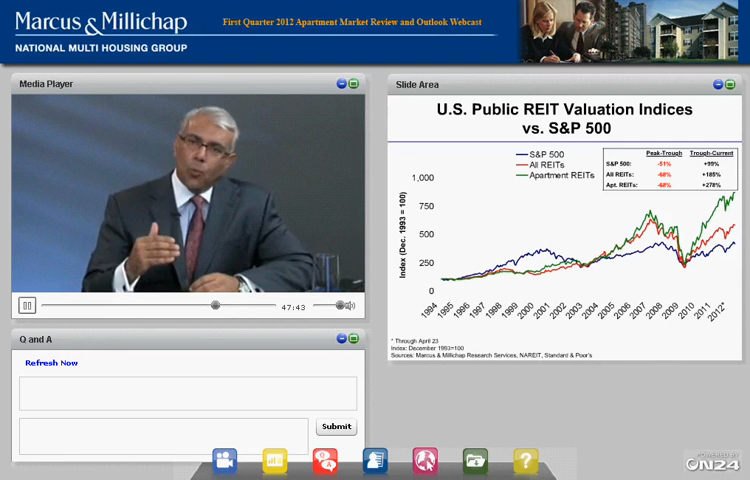 Marcus & Millichap
NATIONAL MULTI HOUSING GROUP
First Quarter 2012 Apartment Market Review and Outlook Webcast
Media Player
47:43
Q and A
Refresh Now
Submit
Slide Area
U.S. Public REIT Valuation Indices
vs. S&P 500
S&P 500
All REITs
Apartment REITs
Peak-Trough Trough-Current
S&P 500: -51% +99%
All REITs: -68% +185%
Apt. REITs: -68% +278%
Index (Dec. 1993 = 100)
1,000
750
500
250
0
1994 1995 1996 1997 1998 1999 2000 2001 2002 2003 2004 2005 2006 2007 2008 2009 2010 2011 2012*
* Through April 23
Index: December 1993=100
Sources: Marcus & Millichap Research Services, NAREIT, Standard & Poor's
Q
A
?
POWERED BY
ON24